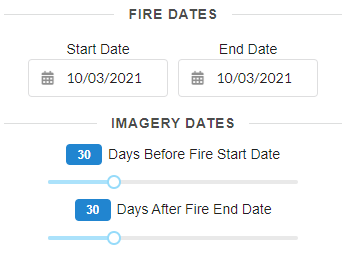 FIRE DATES
Start Date End Date
10/03/2021 10/03/2021
IMAGERY DATES
30 Days Before Fire Start Date
30 Days After Fire End Date